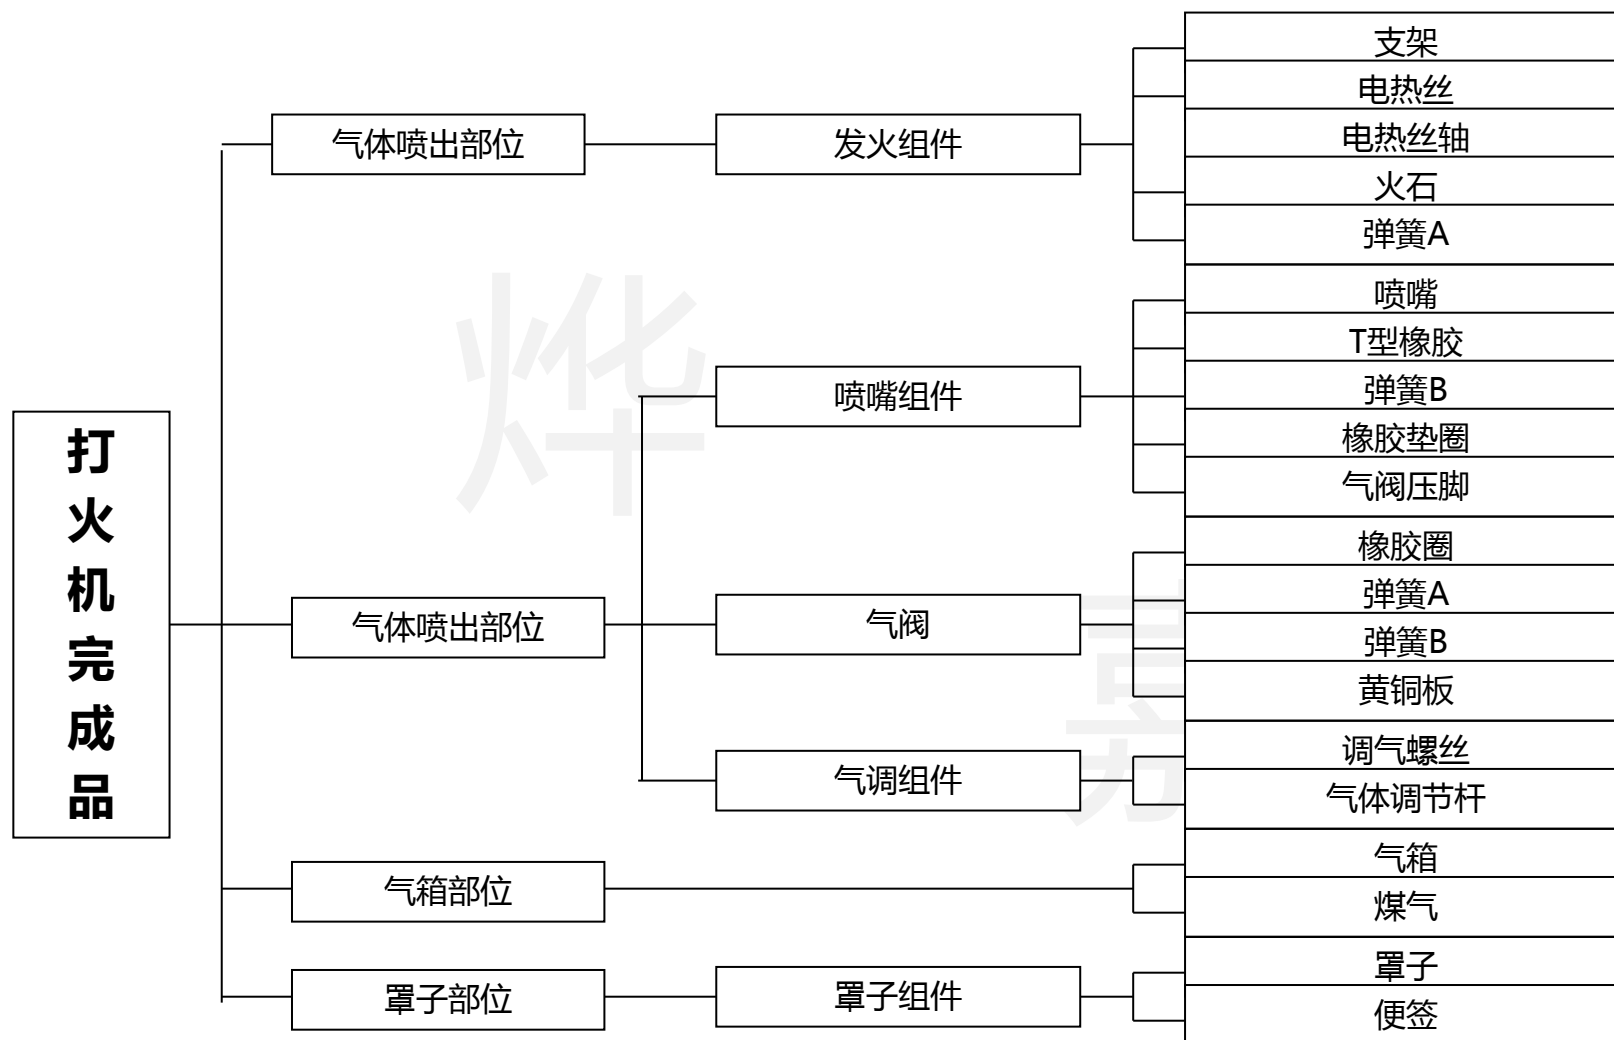 打
火
机
完
成
品
气体喷出部位
发火组件
支架
电热丝
电热丝轴
火石
弹簧A
气体喷出部位
喷嘴组件
喷嘴
T型橡胶
弹簧B
橡胶垫圈
气阀压脚
气阀
橡胶圈
弹簧A
弹簧B
黄铜板
气调组件
调气螺丝
气体调节杆
气箱部位
气箱
煤气
罩子部位
罩子组件
罩子
便签
烨